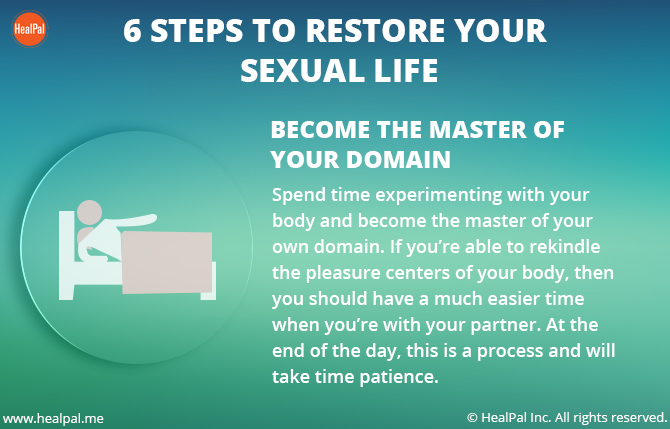 HealPal
6 STEPS TO RESTORE YOUR
SEXUAL LIFE
BECOME THE MASTER OF
YOUR DOMAIN
Spend time experimenting with your
body and become the master of your
own domain. If you’re able to rekindle
the pleasure centers of your body, then
you should have a much easier time
when you’re with your partner. At the
end of the day, this is a process and will
take time patience.
www.healpal.me
© HealPal Inc. All rights reserved.